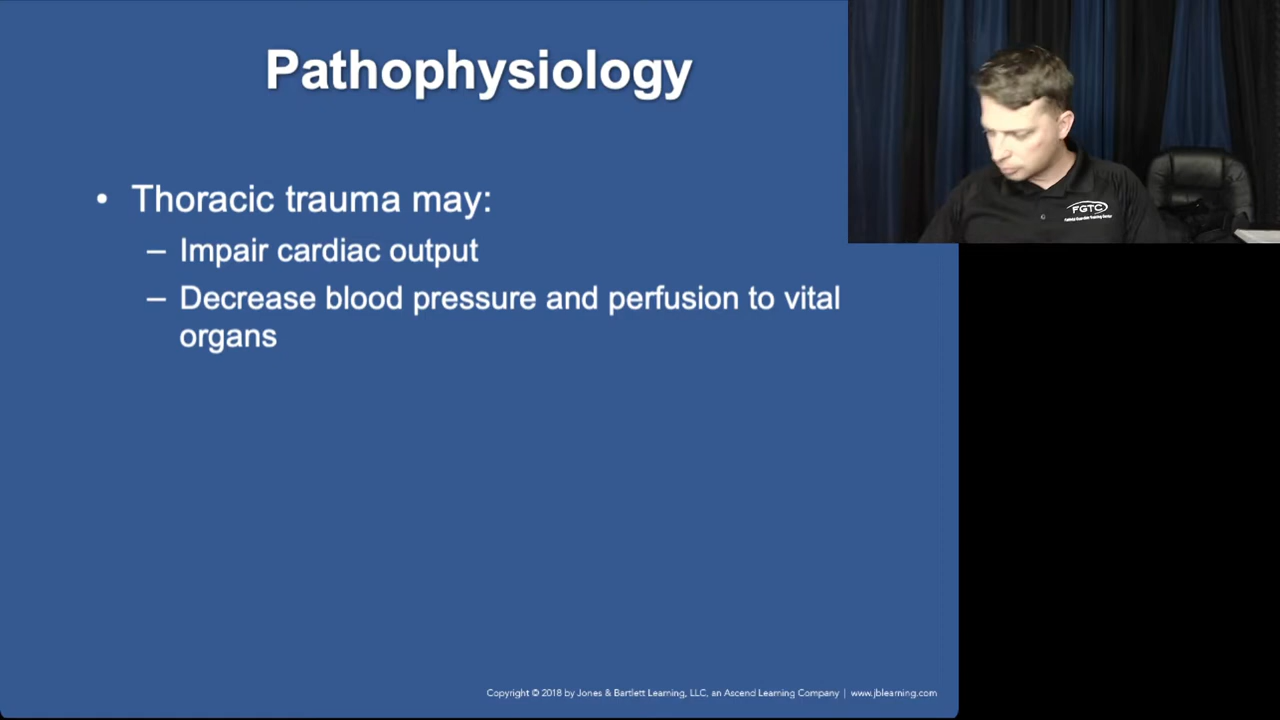 Pathophysiology
• Thoracic trauma may:
– Impair cardiac output
– Decrease blood pressure and perfusion to vital
organs
FGTC
Copyright © 2018 by Jones & Bartlett Learning, LLC, an Ascend Learning Company | www.jblearning.com